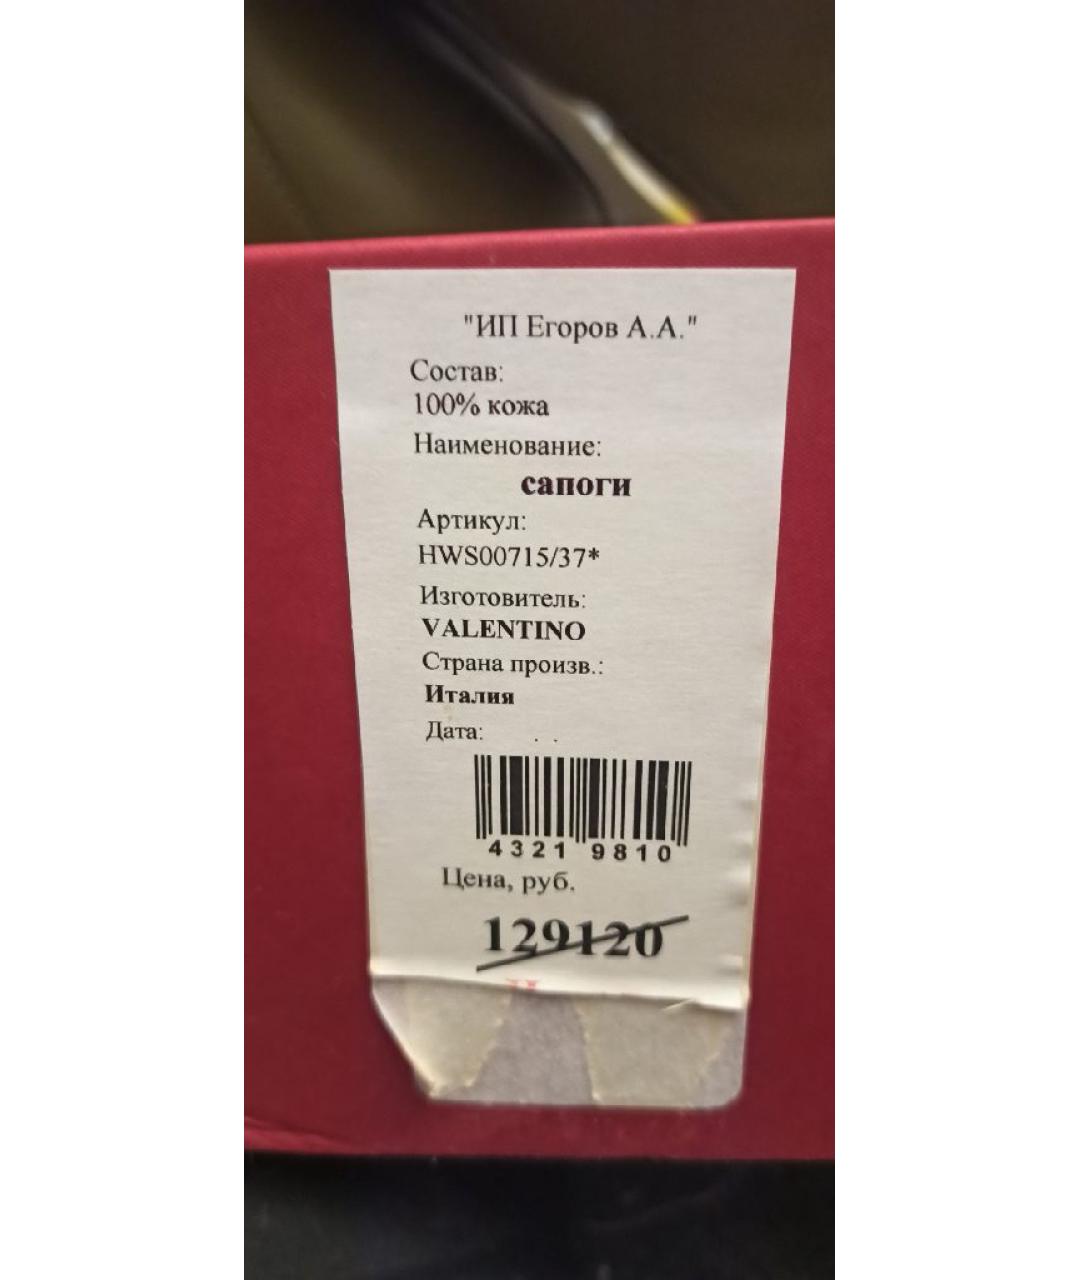 "ИП Егоров А.А."
Состав:
100% кожа
Наименование:
сапоги
Артикул:
HWS00715/37*
Изготовитель:
VALENTINO
Страна произв.:
Италия
Дата: . .
4321 9810
Цена, руб.
129120